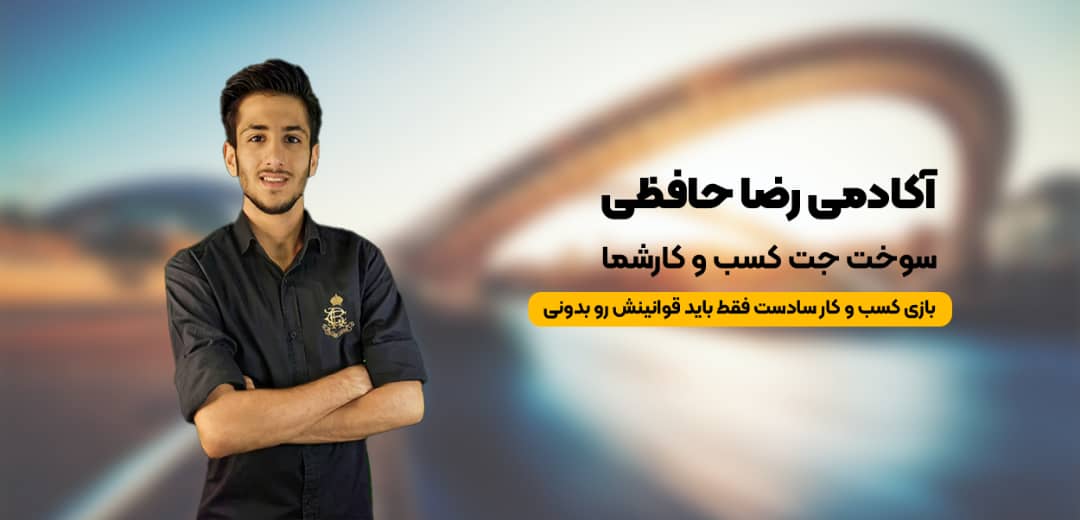 آکادمی رضا حافظی
سوخت جت کسب و کارشما
بازی کسب و کار سادست فقط باید قوانینش رو بدونی